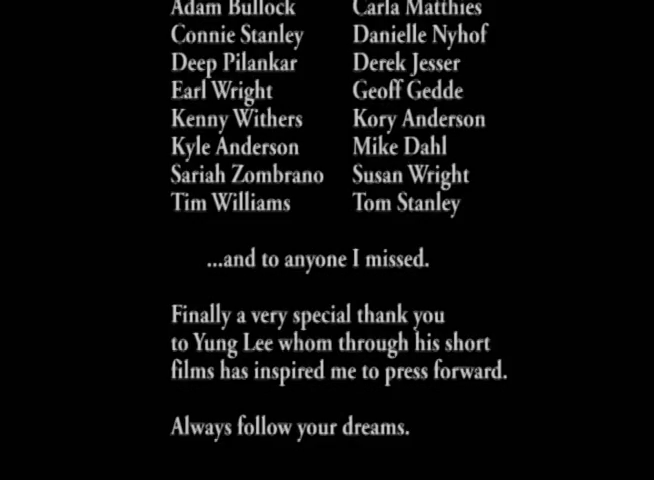 Adam Bullock Carla Matthies
Connie Stanley Danielle Nyhof
Deep Pilankar Derek Jesser
Earl Wright Geoff Gedde
Kenny Withers Kory Anderson
Kyle Anderson Mike Dahl
Sariah Zombrano Susan Wright
Tim Williams Tom Stanley
...and to anyone I missed.
Finally a very special thank you
to Yung Lee whom through his short
films has inspired me to press forward.
Always follow your dreams.